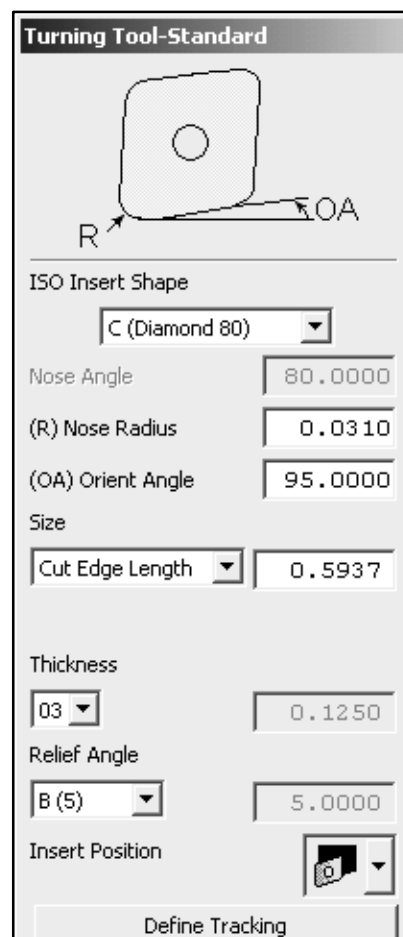 Turning Tool-Standard
R
OA
ISO Insert Shape
C (Diamond 80)
Nose Angle 80.0000
(R) Nose Radius 0.0310
(OA) Orient Angle 95.0000
Size
Cut Edge Length 0.5937
Thickness
03 0.1250
Relief Angle
B (5) 5.0000
Insert Position
Define Tracking